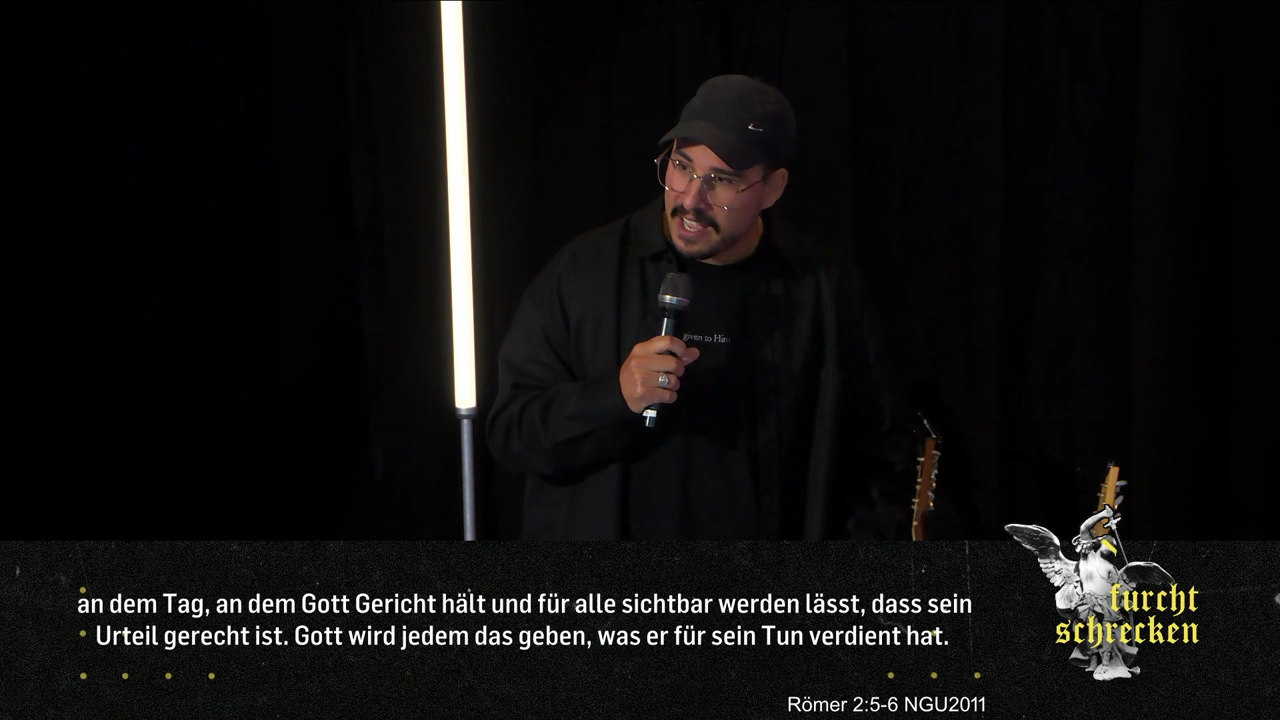 given to Him
an dem Tag, an dem Gott Gericht hält und für alle sichtbar werden lässt, dass sein
Urteil gerecht ist. Gott wird jedem das geben, was er für sein Tun verdient hat.
furcht
schrecken
Römer 2:5-6 NGU2011